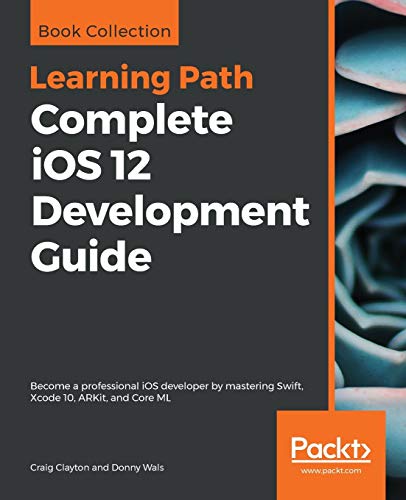 Book Collection
Learning Path
Complete
iOS 12
Development
Guide
Become a professional iOS developer by mastering Swift,
Xcode 10, ARKit, and Core ML
Craig Clayton and Donny Wals
Packt>
www.packt.com